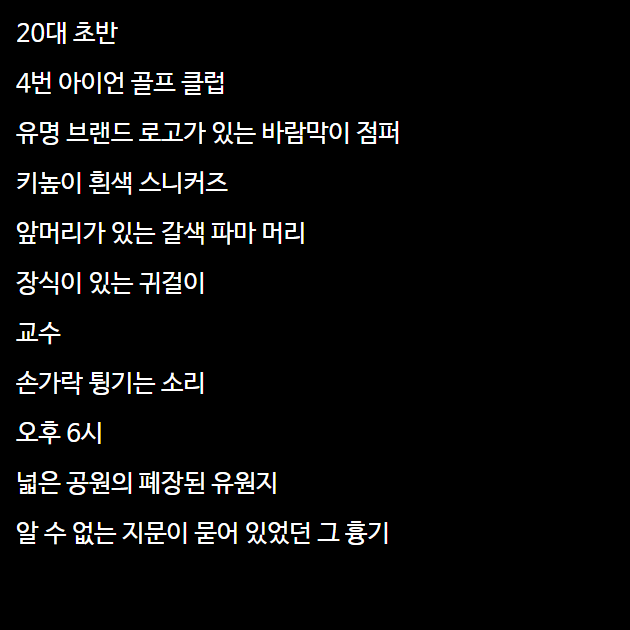 20대 초반
4번 아이언 골프 클럽
유명 브랜드 로고가 있는 바람막이 점퍼
키높이 흰색 스니커즈
앞머리가 있는 갈색 파마 머리
장식이 있는 귀걸이
교수
손가락 튕기는 소리
오후 6시
넓은 공원의 폐장된 유원지
알 수 없는 지문이 묻어 있었던 그 흉기